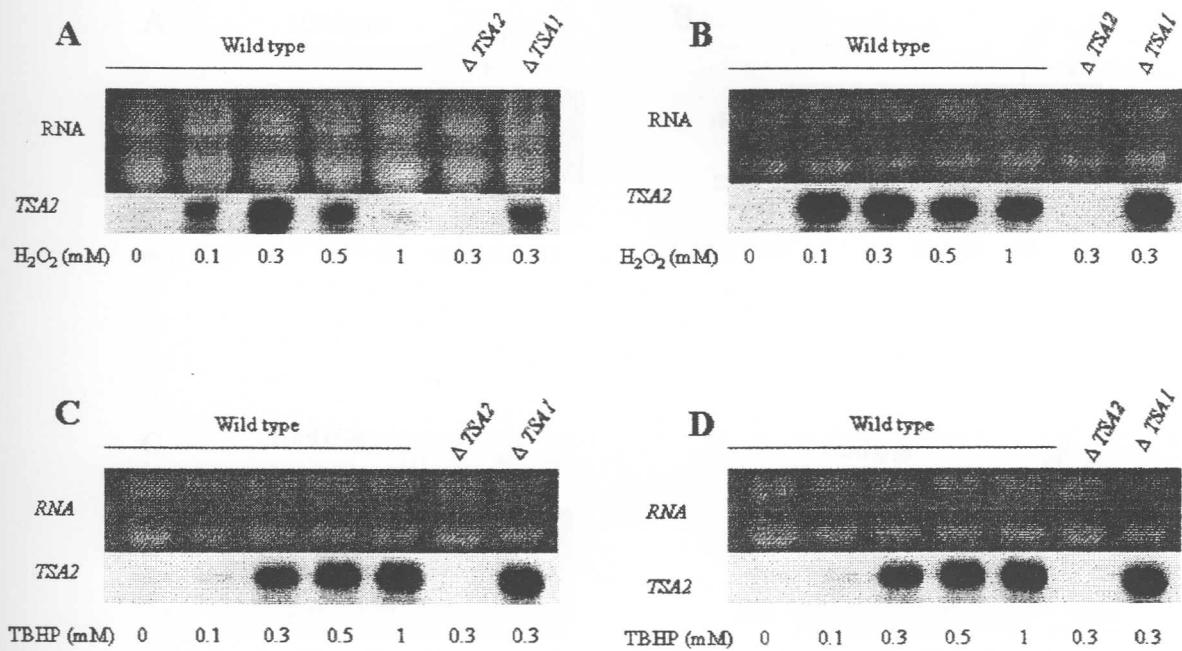 A
Wild type
Δ TSA2
Δ TSA1
RNA
TSA2
H₂O₂ (mM) 0 0.1 0.3 0.5 1 0.3 0.3
B
Wild type
Δ TSA2
Δ TSA1
RNA
TSA2
H₂O₂ (mM) 0 0.1 0.3 0.5 1 0.3 0.3
C
Wild type
Δ TSA2
Δ TSA1
RNA
TSA2
TBHP (mM) 0 0.1 0.3 0.5 1 0.3 0.3
D
Wild type
Δ TSA2
Δ TSA1
RNA
TSA2
TBHP (mM) 0 0.1 0.3 0.5 1 0.3 0.3